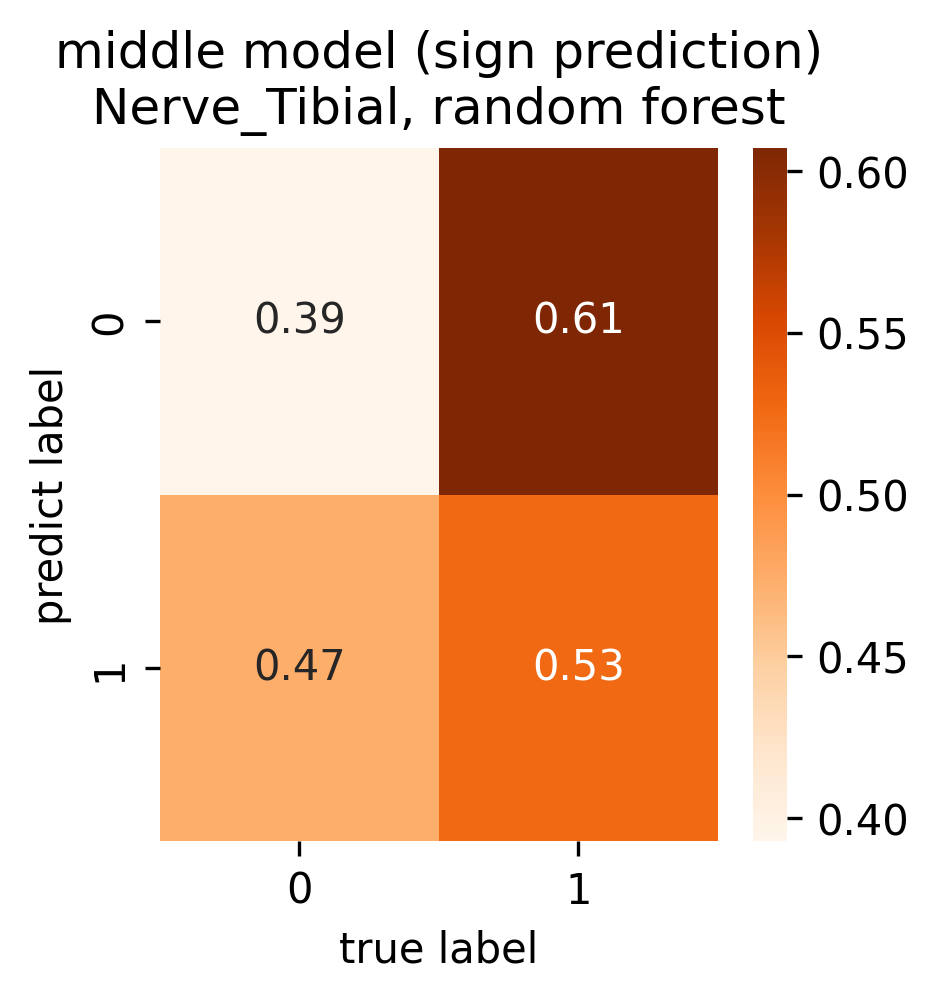 middle model (sign prediction)
Nerve_Tibial, random forest
0.60
0.55
0.50
0.45
0.40
predict label
0
1
0.39 0.61
0.47 0.53
0 1
true label